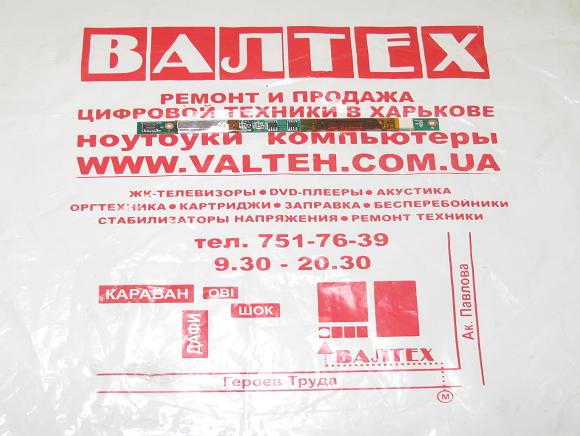 ВАЛТЕХ
РЕМОНТ И ПРОДАЖА
ЦИФРОВОЙ ТЕХНИКИ В ХАРЬКОВЕ
ноутбуки компьютеры
WWW.VALTEH.COM.UA
ЖК-ТЕЛЕВИЗОРЫ • DVD-ПЛЕЕРЫ • АКУСТИКА
ОРГТЕХНИКА • КАРТРИДЖИ • ЗАПРАВКА • БЕСПЕРЕБОЙНИКИ
СТАБИЛИЗАТОРЫ НАПРЯЖЕНИЯ • РЕМОНТ ТЕХНИКИ
тел. 751-76-39
9.30 - 20.30
КАРАВАН
ОВІ
ШОК
ДАФИ
ВАЛТЕХ
Ак. Павлова
Героев Труда
М